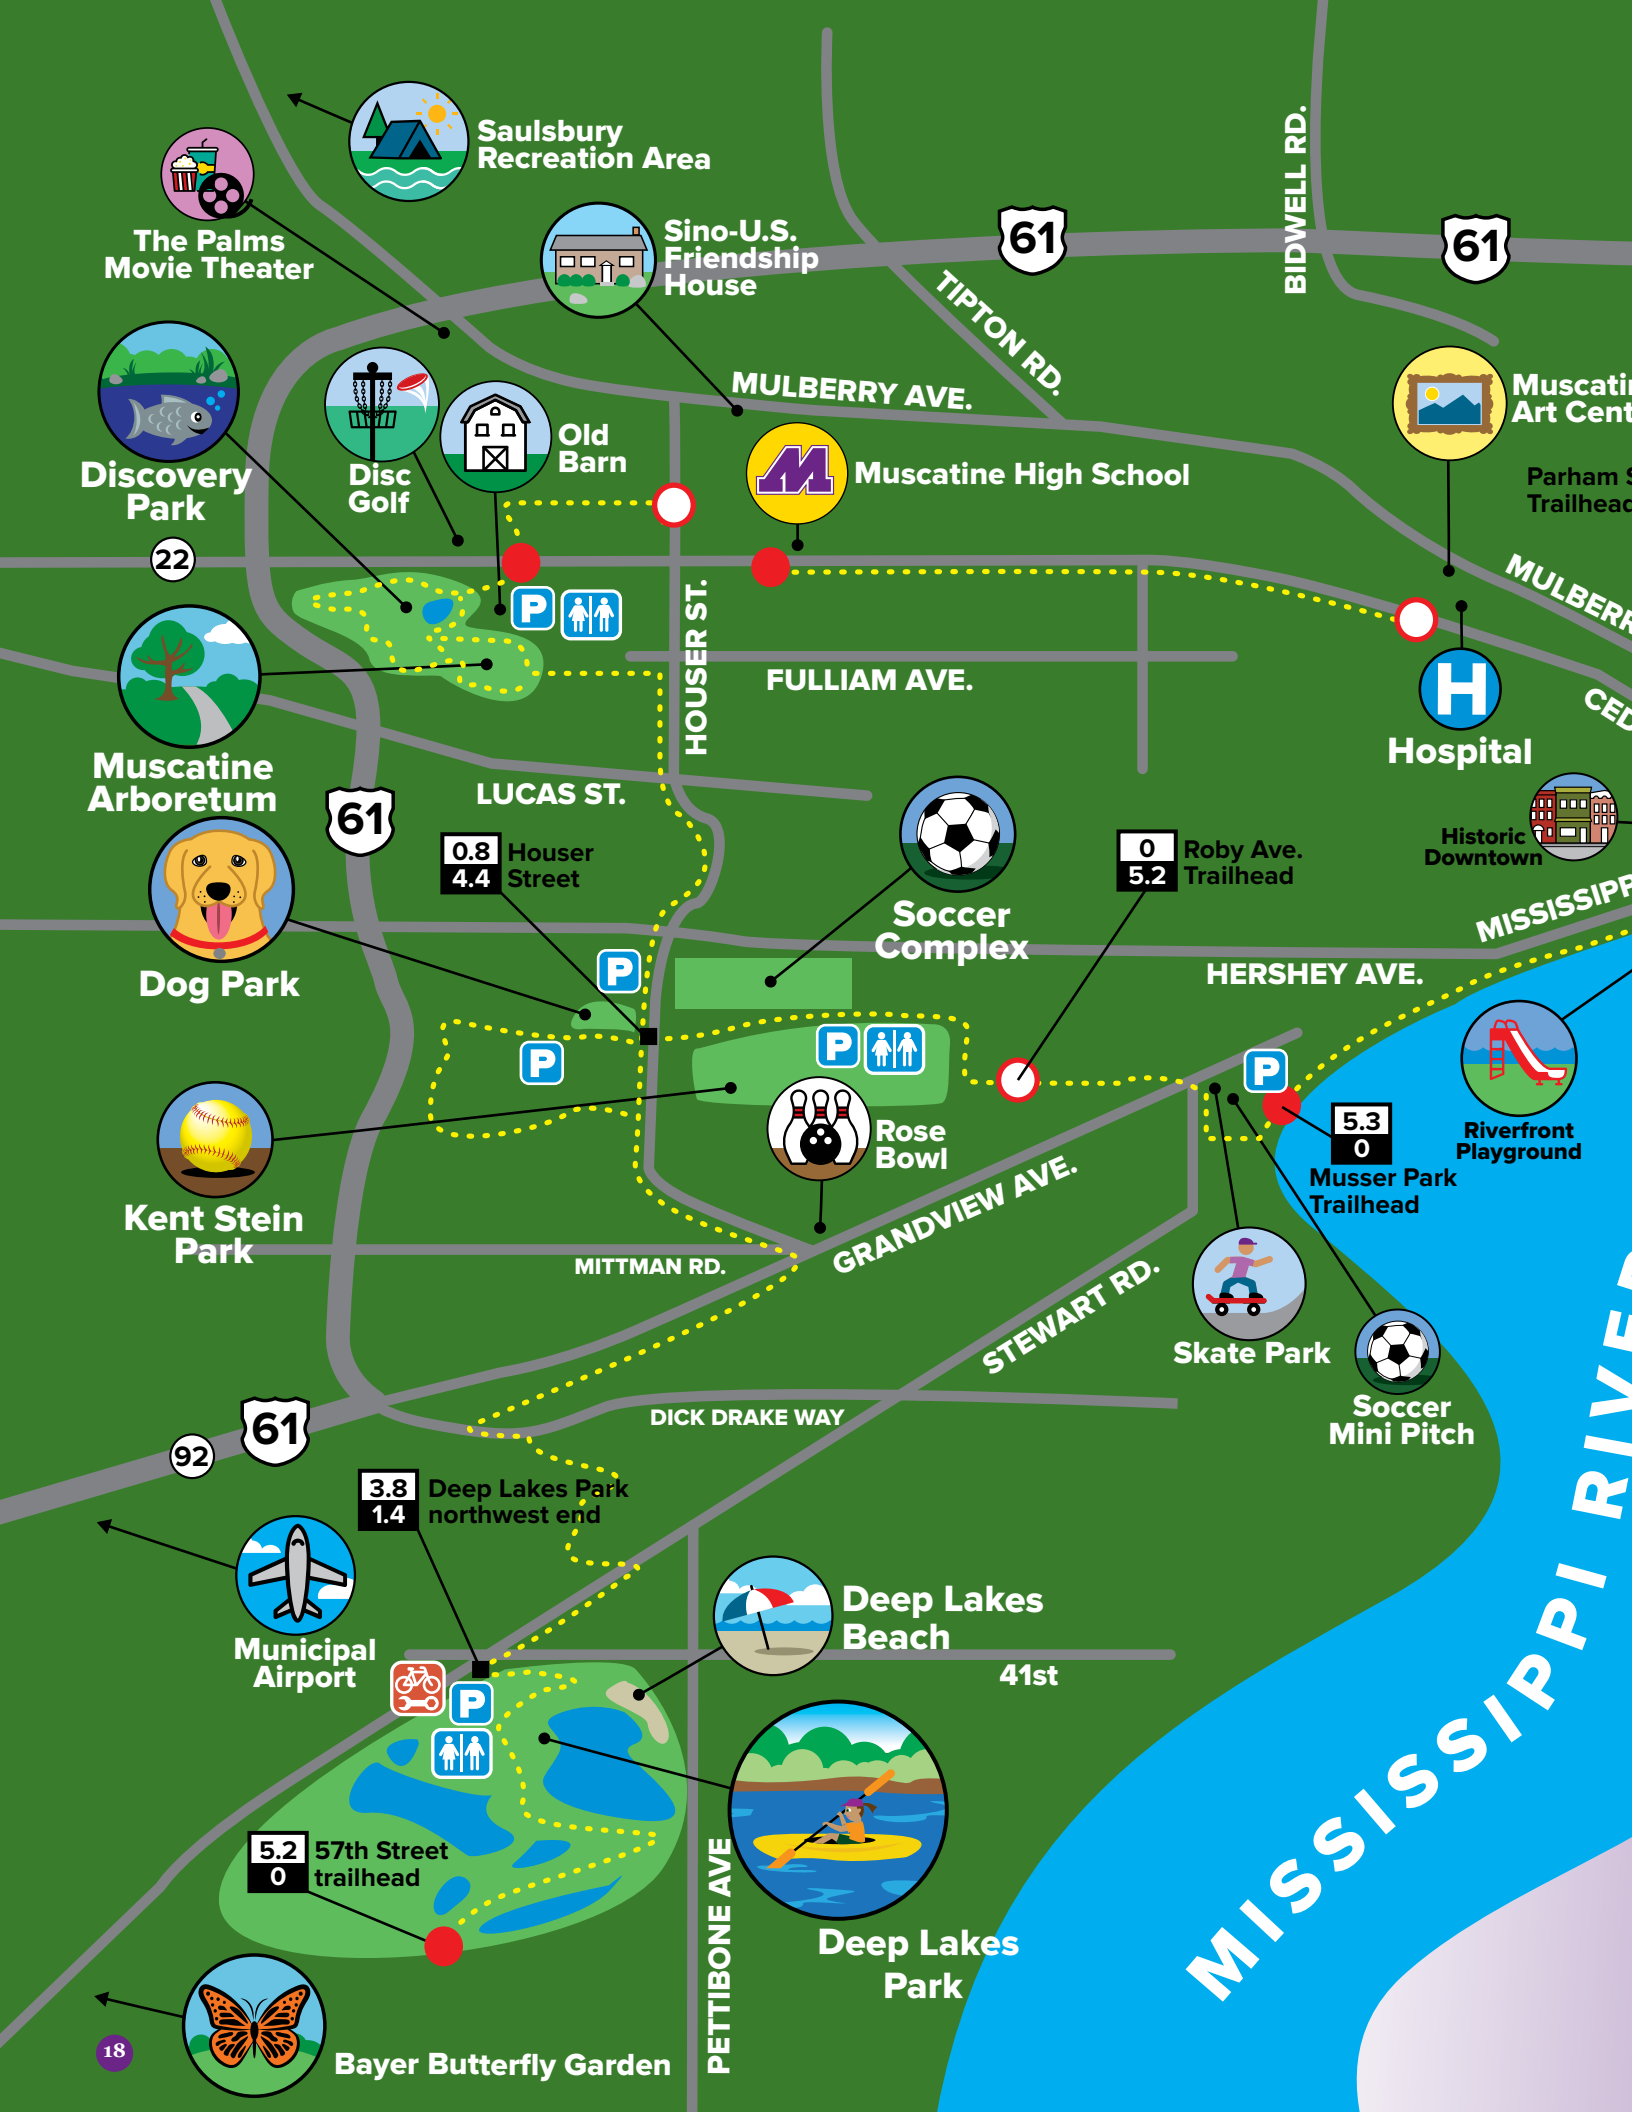 BIDWELL RD.
Saulsbury
Recreation Area
The Palms
Movie Theater
Sino-U.S.
Friendship
House
61
61
TIPTON RD.
MULBERRY AVE.
Discovery
Park
Disc
Golf
Old
Barn
Muscatine High School
Art
Parham
22
P
HOUSER ST.
FULLIAM AVE.
H
Hospital
Muscatine
Arboretum
61
LUCAS ST.
0.8
4.4
Houser
Street
0
5.2
Roby Ave.
Trailhead
Historic
Downtown
Soccer
Complex
HERSHEY AVE.
Dog Park
P
P
P
P
5.3
0
Musser Park
Trailhead
Riverfront
Playground
Rose
Bowl
Kent Stein
Park
MITTMAN RD.
GRANDVIEW AVE.
STEWART RD.
Skate Park
Soccer
Mini Pitch
DICK DRAKE WAY
61
92
3.8
1.4
Deep Lakes Park
northwest end
Municipal
Airport
Deep Lakes
Beach
41st
P
MISSISSIPPI
5.2
0
57th Street
trailhead
PETTIBONE AVE
Deep Lakes
Park
Bayer Butterfly Garden
18